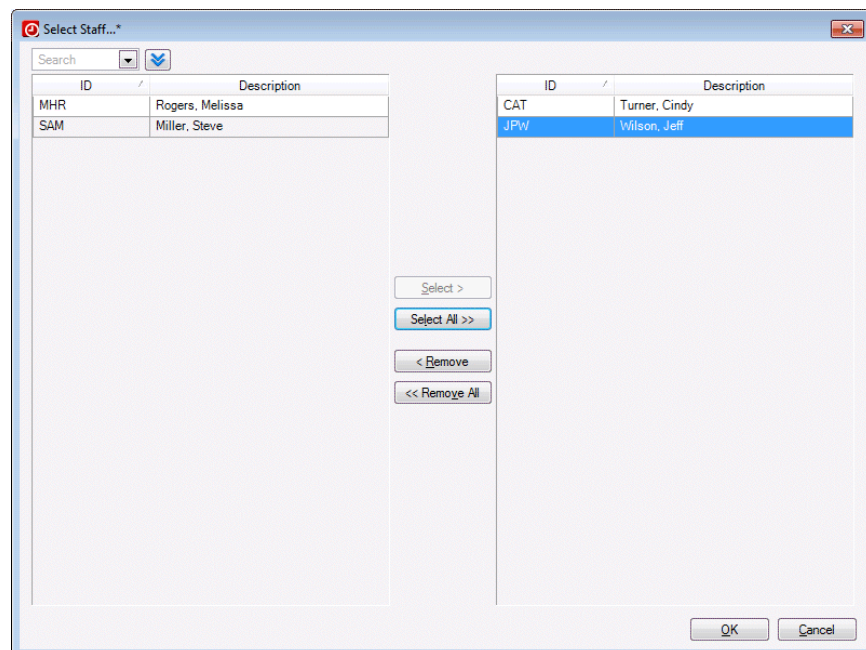 Select Staff...*
Search
ID Description ID Description
MHR Rogers, Melissa CAT Turner, Cindy
SAM Miller, Steve JPW Wilson, Jeff
Select >
Select All >>
< Remove
<< Remove All
OK Cancel